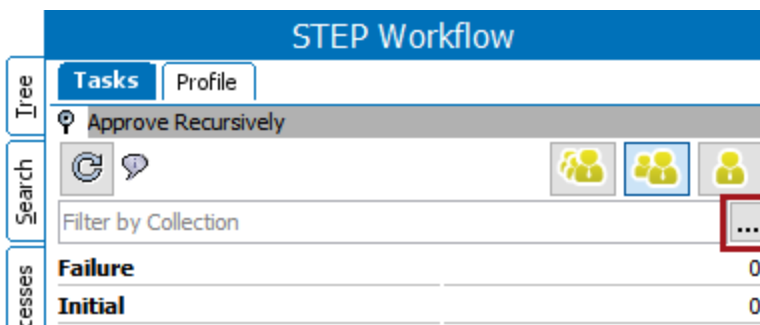 STEP Workflow
Tree
Search
cesses
Tasks Profile
Approve Recursively
Filter by Collection ...
Failure 0
Initial 0